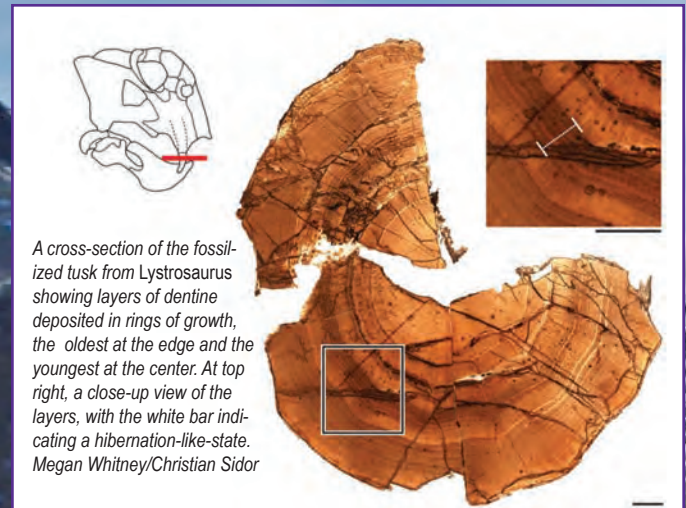 A cross-section of the fossil-
ized tusk from Lystrosaurus
showing layers of dentine
deposited in rings of growth,
the  oldest at the edge and the
youngest at the center. At top
right, a close-up view of the
layers, with the white bar indi-
cating a hibernation-like-state.
Megan Whitney/Christian Sidor